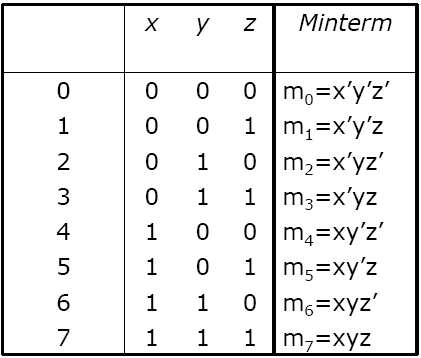 x y z Minterm
0 0 0 0 m₀=x’y’z’
1 0 0 1 m₁=x’y’z
2 0 1 0 m₂=x’yz’
3 0 1 1 m₃=x’yz
4 1 0 0 m₄=xy’z’
5 1 0 1 m₅=xy’z
6 1 1 0 m₆=xyz’
7 1 1 1 m₇=xyz